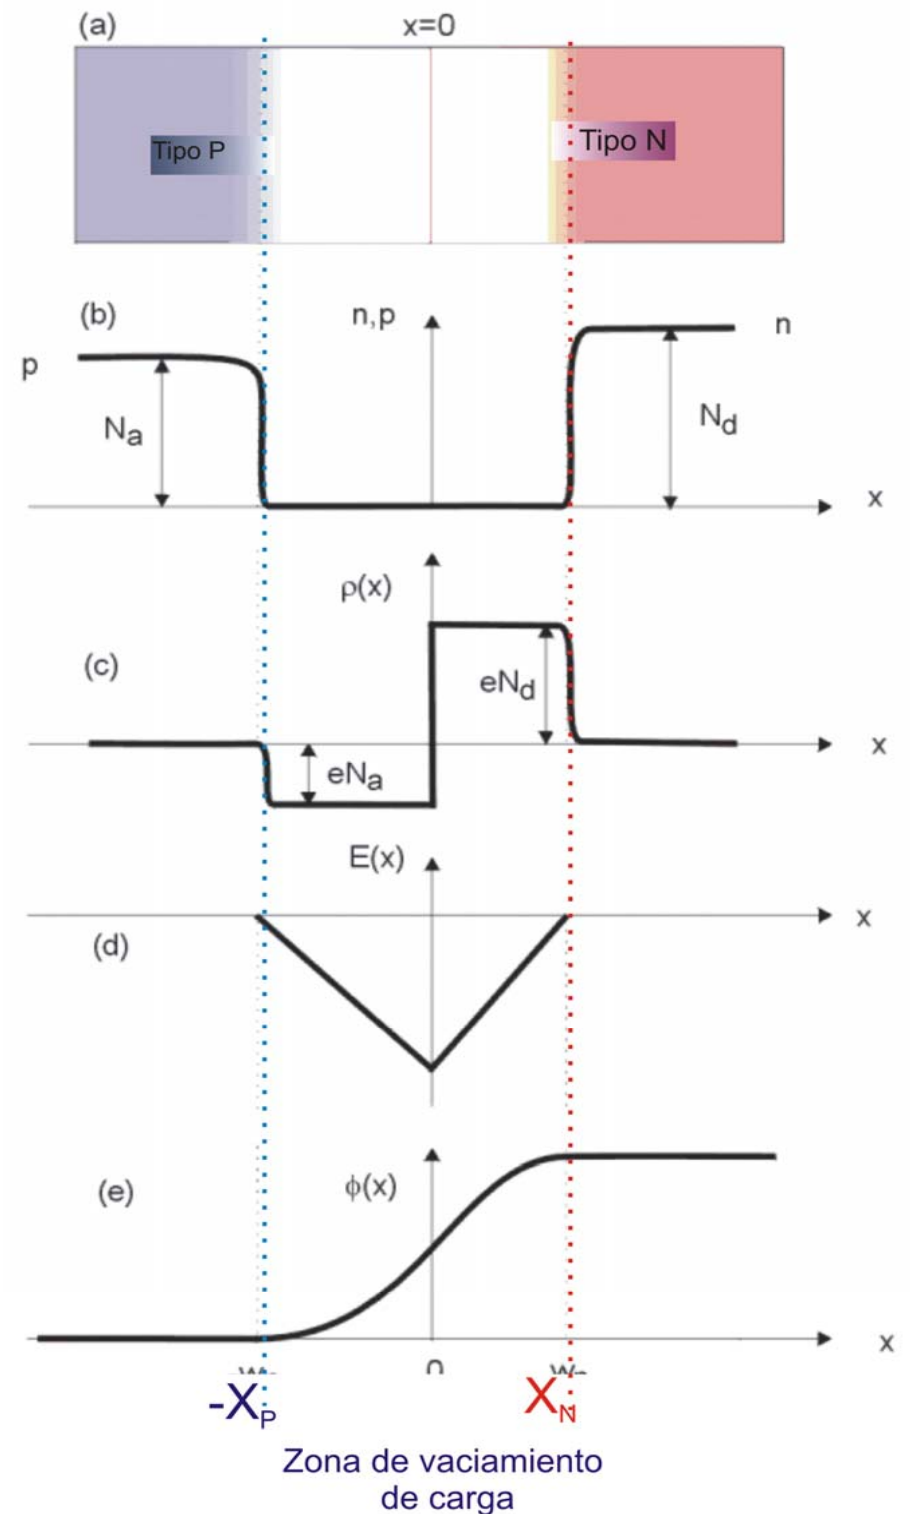 (a)
x=0
Tipo P
Tipo N
(b)
n,p
n
p
Na
Nd
x
ρ(x)
(c)
eNd
eNa
x
E(x)
x
(d)
(e)
ϕ(x)
x
0
-XP
XN
Zona de vaciamiento
de carga